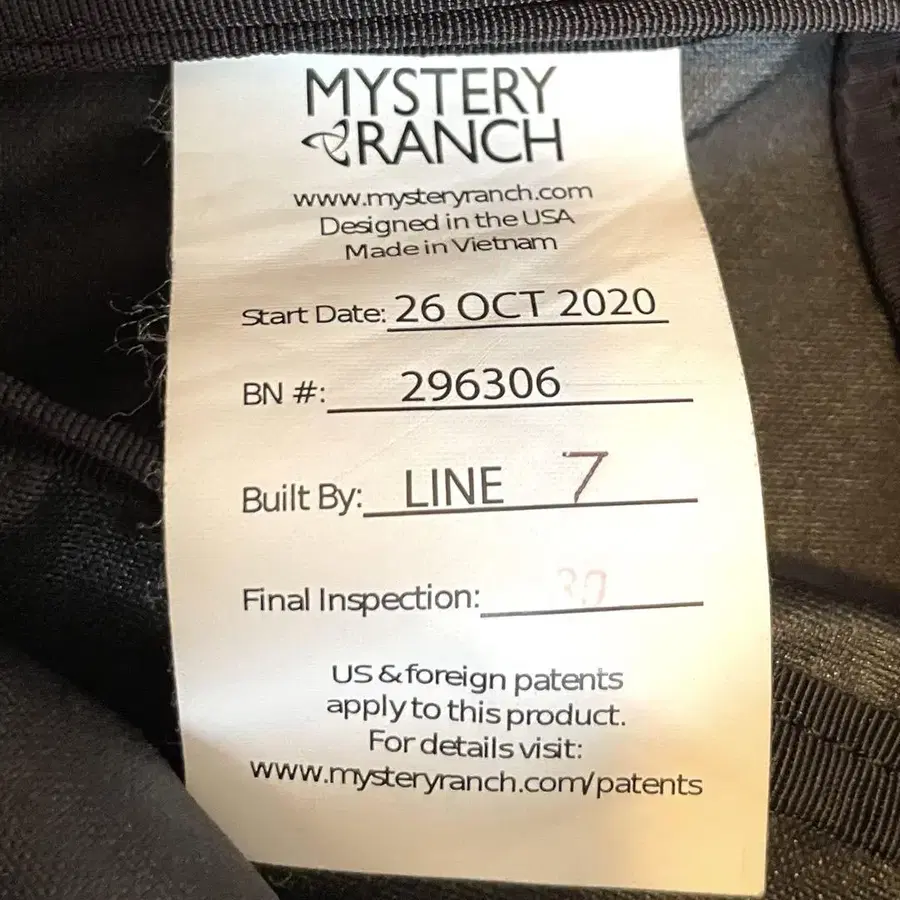 MYSTERY
RANCH
www.mysteryranch.com
Designed in the USA
Made in Vietnam
Start Date: 26 OCT 2020
BN #: 296306
Built By: LINE 7
Final Inspection:
US & foreign patents
apply to this product.
For details visit:
www.mysteryranch.com/patents